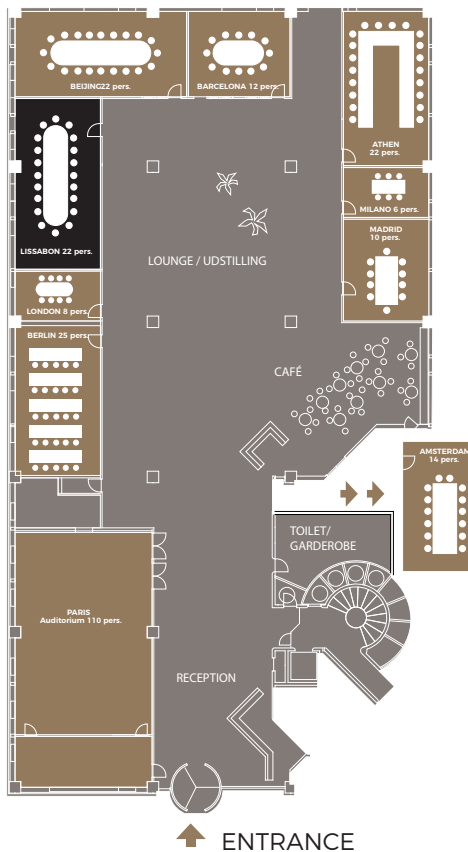 BEIJING22 pers.
BARCELONA 12 pers.
ATHEN
22 pers.
MILANO 6 pers.
MADRID
10 pers.
LISSABON 22 pers.
LOUNGE / UDSTILLING
LONDON 8 pers.
BERLIN 25 pers.
CAFÉ
AMSTERDAM
14 pers.
TOILET/
GARDEROBE
PARIS
Auditorium 110 pers.
RECEPTION
ENTRANCE